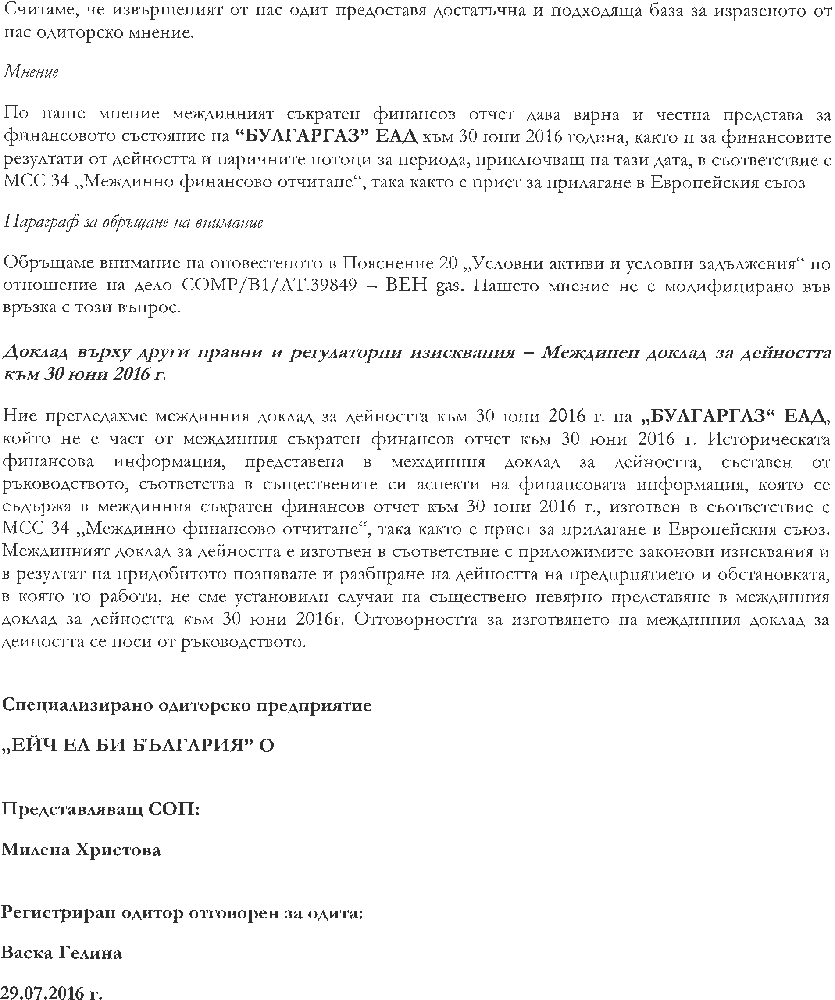 Считаме, че извършеният от нас одит предоставя достатъчна и подходяща база за изразеното от
нас одиторско мнение.
Мнение
По наше мнение междинният съкратен финансов отчет дава вярна и честна представа за
финансовото състояние на “БУЛГАРГАЗ” ЕАД към 30 юни 2016 година, както и за финансовите
резултати от дейността и паричните потоци за периода, приключващ на тази дата, в съответствие с
МСС 34 „Междинно финансово отчитане“, така както е приет за прилагане в Европейския съюз
Параграф за обръщане на внимание
Обръщаме внимание на оповестеното в Пояснение 20 „Условни активи и условни задължения“ по
отношение на дело COMP/B1/AT.39849 – BEH gas. Нашето мнение не е модифицирано във
връзка с този въпрос.
Доклад върху други правни и регулаторни изисквания – Междинен доклад за дейността
към 30 юни 2016 г.
Ние прегледахме междинния доклад за дейността към 30 юни 2016 г. на „БУЛГАРГАЗ“ ЕАД,
който не е част от междинния съкратен финансов отчет към 30 юни 2016 г. Историческата
финансова информация, представена в междинния доклад за дейността, съставен от
ръководството, съответства в съществените си аспекти на финансовата информация, която се
съдържа в междинния съкратен финансов отчет към 30 юни 2016 г., изготвен в съответствие с
МСС 34 „Междинно финансово отчитане“, така както е приет за прилагане в Европейския съюз.
Междинният доклад за дейността е изготвен в съответствие с приложимите законови изисквания и
в резултат на придобитото познаване и разбиране на дейността на предприятието и обстановката,
в която то работи, не сме установили случаи на съществено невярно представяне в междинния
доклад за дейността към 30 юни 2016г. Отговорността за изготвянето на междинния доклад за
деиността се носи от ръководството.
Специализирано одиторско предприятие
„ЕЙЧ ЕЛ БИ БЪЛГАРИЯ” О
Представляващ СОП:
Милена Христова
Регистриран одитор отговорен за одита:
Васка Гелина
29.07.2016 г.